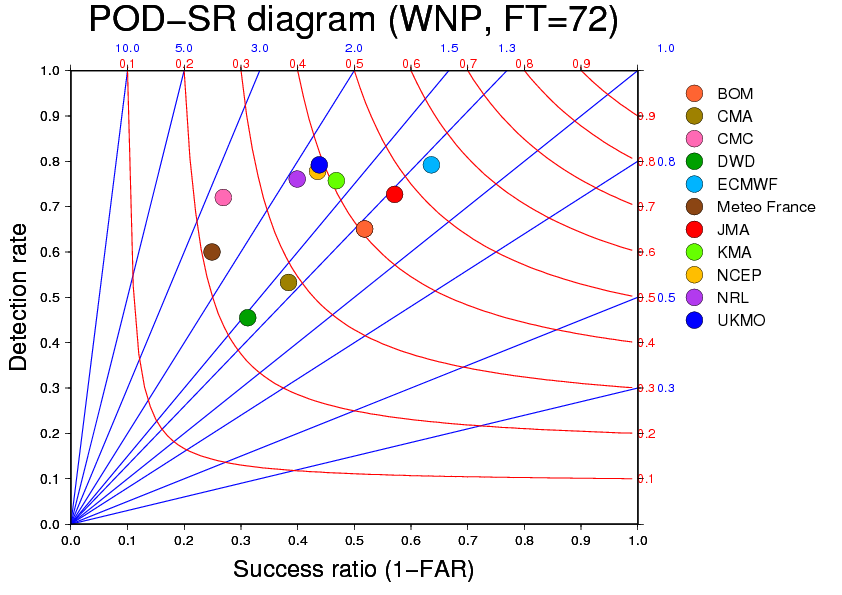 POD−SR diagram (WNP, FT=72)
10.0 5.0 3.0 2.0 1.5 1.3 1.0
0.1 0.2 0.3 0.4 0.5 0.6 0.7 0.8 0.9
1.0
0.9 0.9
0.8 0.8 0.8
0.7 0.7
0.6 0.6
0.5 0.5 0.5
0.4 0.4
0.3 0.3 0.3
0.2 0.2
0.1 0.1
0.0
0.0 0.1 0.2 0.3 0.4 0.5 0.6 0.7 0.8 0.9 1.0
Detection rate
Success ratio (1−FAR)
BOM
CMA
CMC
DWD
ECMWF
Meteo France
JMA
KMA
NCEP
NRL
UKMO